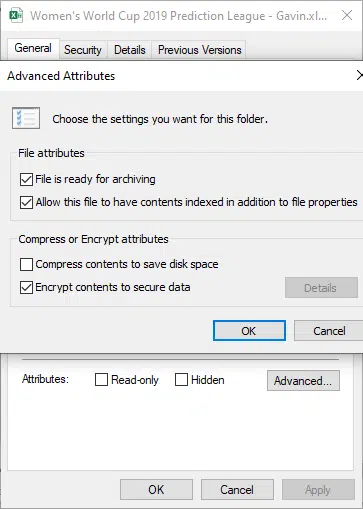 Women's World Cup 2019 Prediction League - Gavin.xl...
General Security Details Previous Versions
Advanced Attributes
Choose the settings you want for this folder.
File attributes
File is ready for archiving
Allow this file to have contents indexed in addition to file properties
Compress or Encrypt attributes
Compress contents to save disk space
Encrypt contents to secure data Details
OK Cancel
Attributes: Read-only Hidden Advanced...
OK Cancel Apply